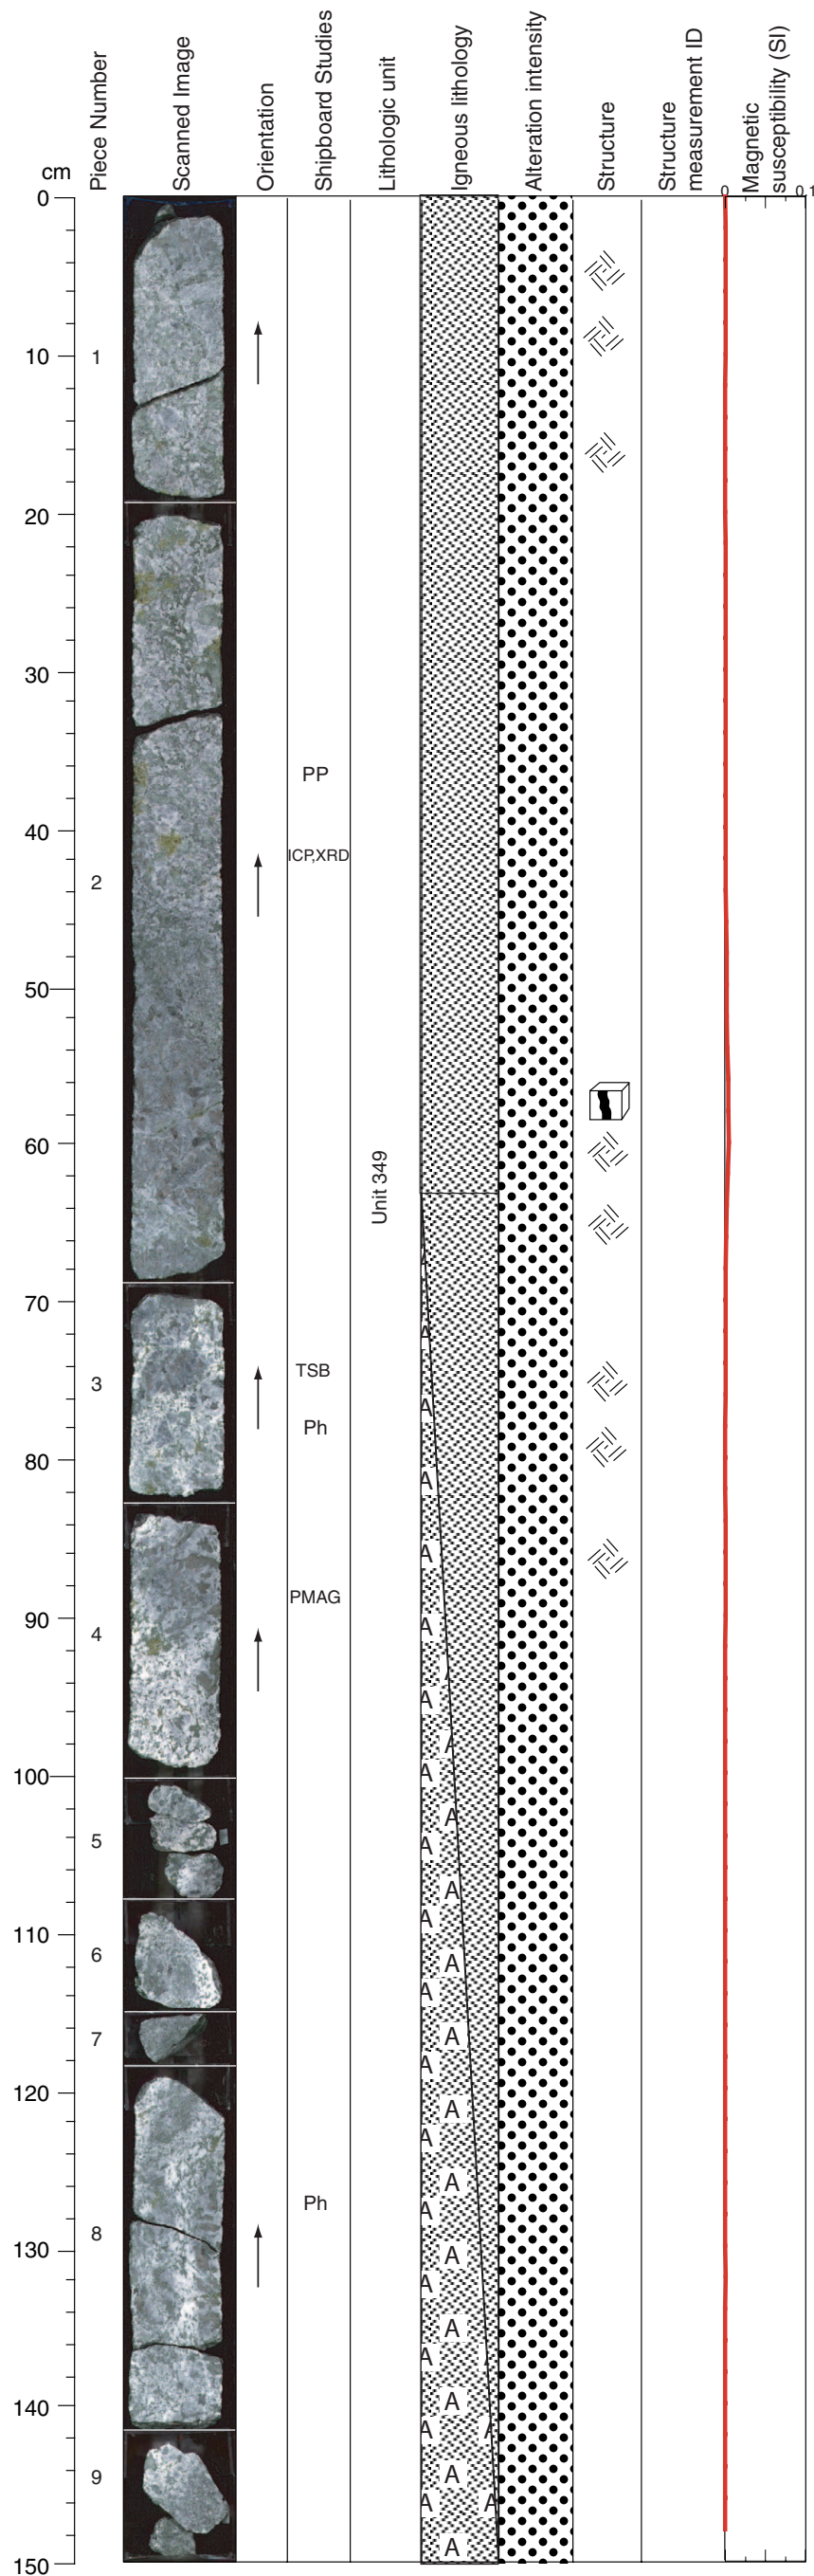 cm
Piece Number
Scanned Image
Orientation
Shipboard Studies
Lithologic unit
Igneous lithology
Alteration intensity
Structure
Structure
measurement ID
Magnetic
susceptibility (SI)
0 0.1
0
1
10
20
30
PP
40
ICP,XRD
2
50
60
Unit 349
70
A
TSB
3
A
Ph
80
A
A
PMAG
90
A
4
A
A
100
A
A
5
A
A
A
110
6
A
A
A
7
A
120
A
A
A
Ph
A
8
130
A
A
A
A
140
A
A A
9
A
A A
A
150